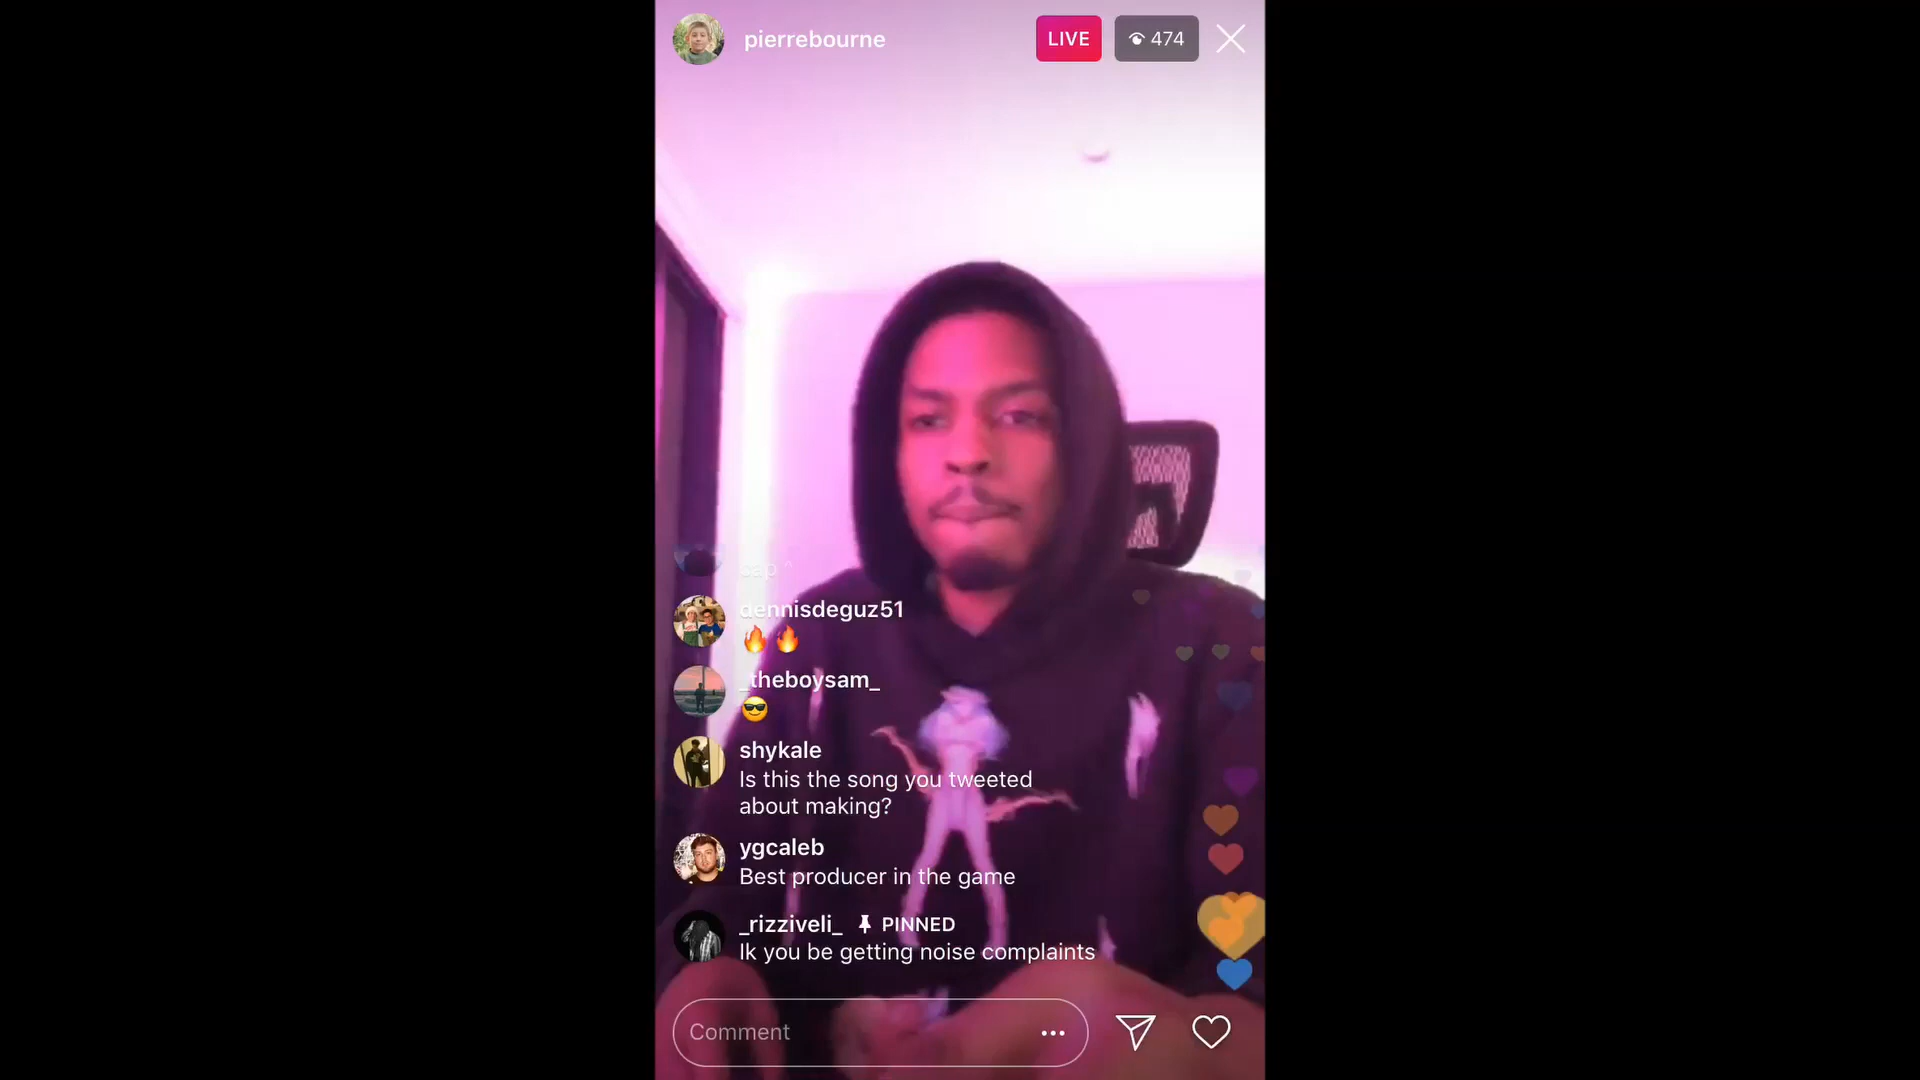 pierrebourne
LIVE
474
cap ^
dennisdeguz51
🔥🔥
_theboysam_
😎
shykale
Is this the song you tweeted
about making?
ygcaleb
Best producer in the game
_rizziveli_ PINNED
Ik you be getting noise complaints
Comment